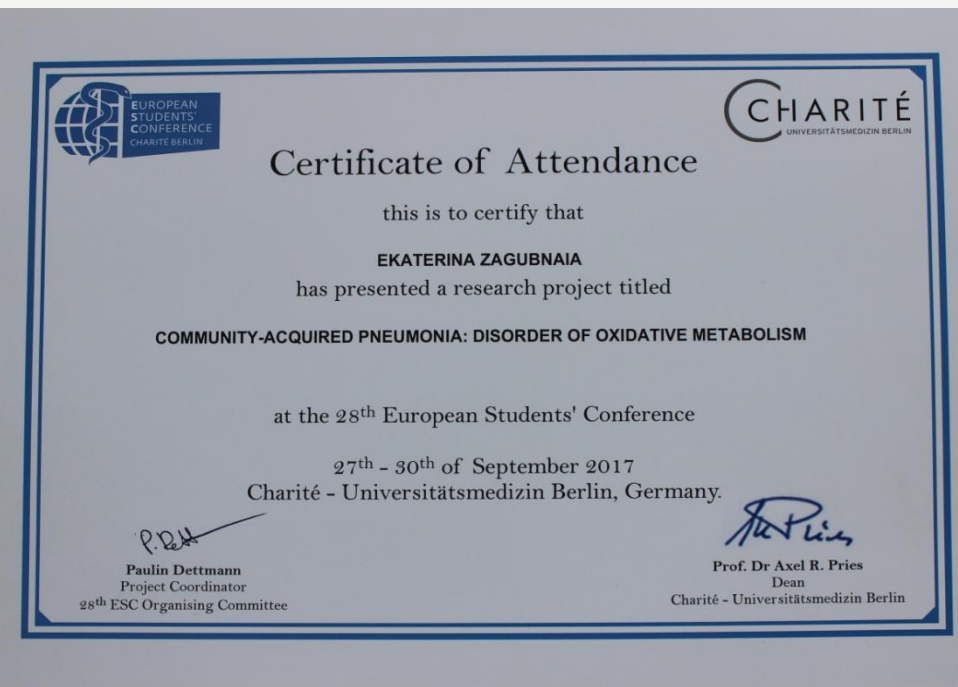 EUROPEAN
STUDENTS'
CONFERENCE
CHARITÉ BERLIN
CHARITÉ
UNIVERSITÄTSMEDIZIN BERLIN
Certificate of Attendance
this is to certify that
EKATERINA ZAGUBNAIA
has presented a research project titled
COMMUNITY-ACQUIRED PNEUMONIA: DISORDER OF OXIDATIVE METABOLISM
at the 28th European Students' Conference
27th - 30th of September 2017
Charité - Universitätsmedizin Berlin, Germany.
P. Dett
Paulin Dettmann
Project Coordinator
28th ESC Organising Committee
Prof. Dr Axel R. Pries
Dean
Charité - Universitätsmedizin Berlin